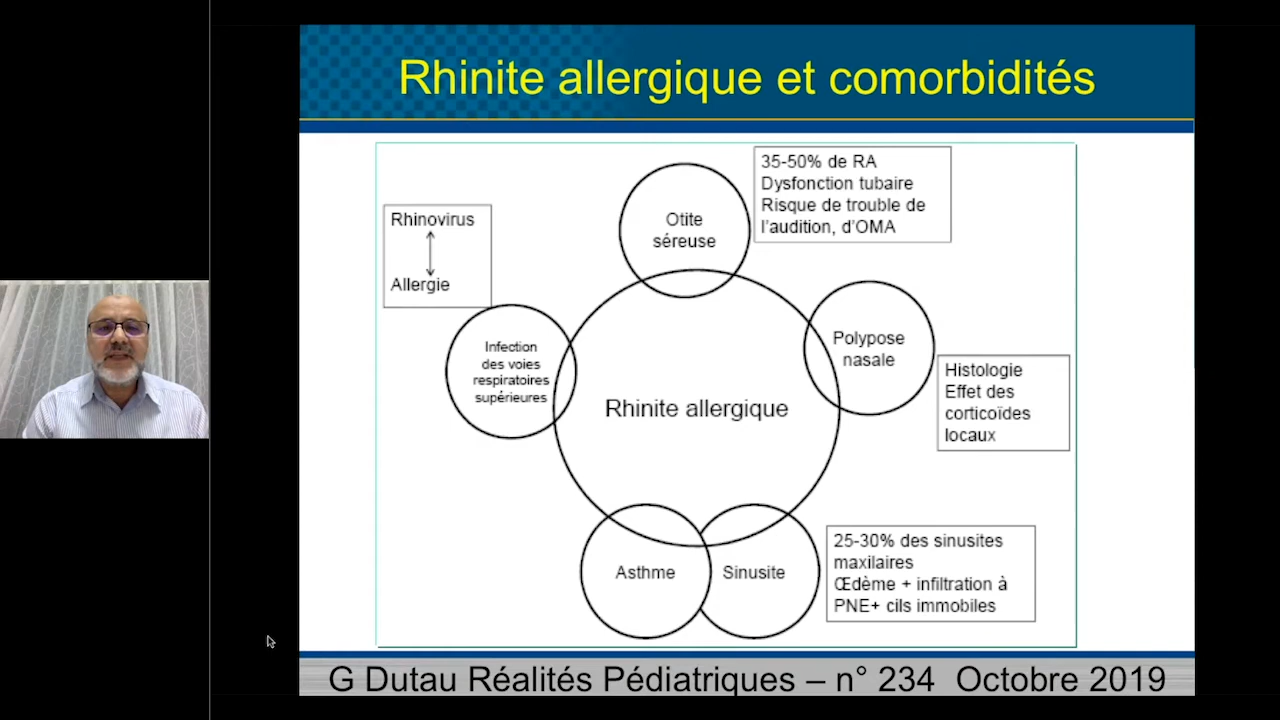 Rhinite allergique et comorbidités
35-50% de RA
Dysfonction tubaire
Risque de trouble de
l'audition, d'OMA
Otite
séreuse
Rhinovirus
Allergie
Infection
des voies
respiratoires
supérieures
Polypose
nasale
Histologie
Effet des
corticoïdes
locaux
Rhinite allergique
Asthme
Sinusite
25-30% des sinusites
maxilaires
Œdème + infiltration à
PNE+ cils immobiles
G Dutau Réalités Pédiatriques – n° 234 Octobre 2019